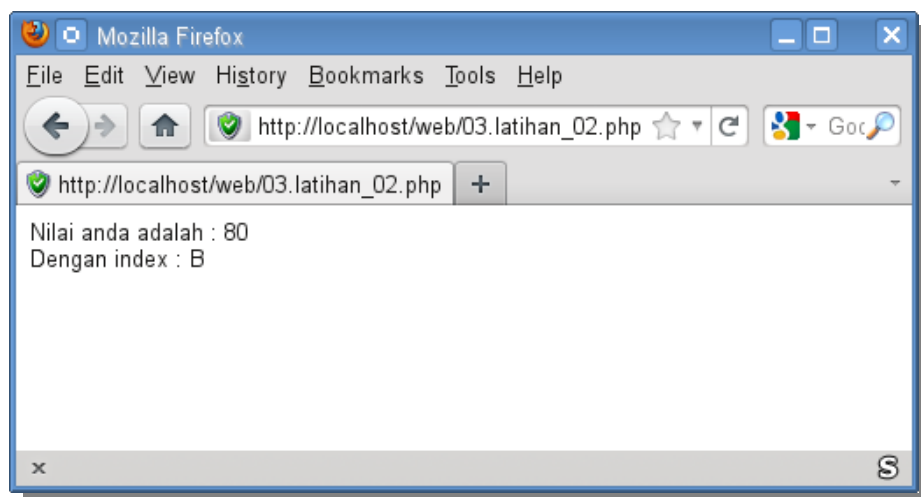 Mozilla Firefox
File Edit View History Bookmarks Tools Help
http://localhost/web/03.latihan_02.php Goo
http://localhost/web/03.latihan_02.php +
Nilai anda adalah : 80
Dengan index : B
x S